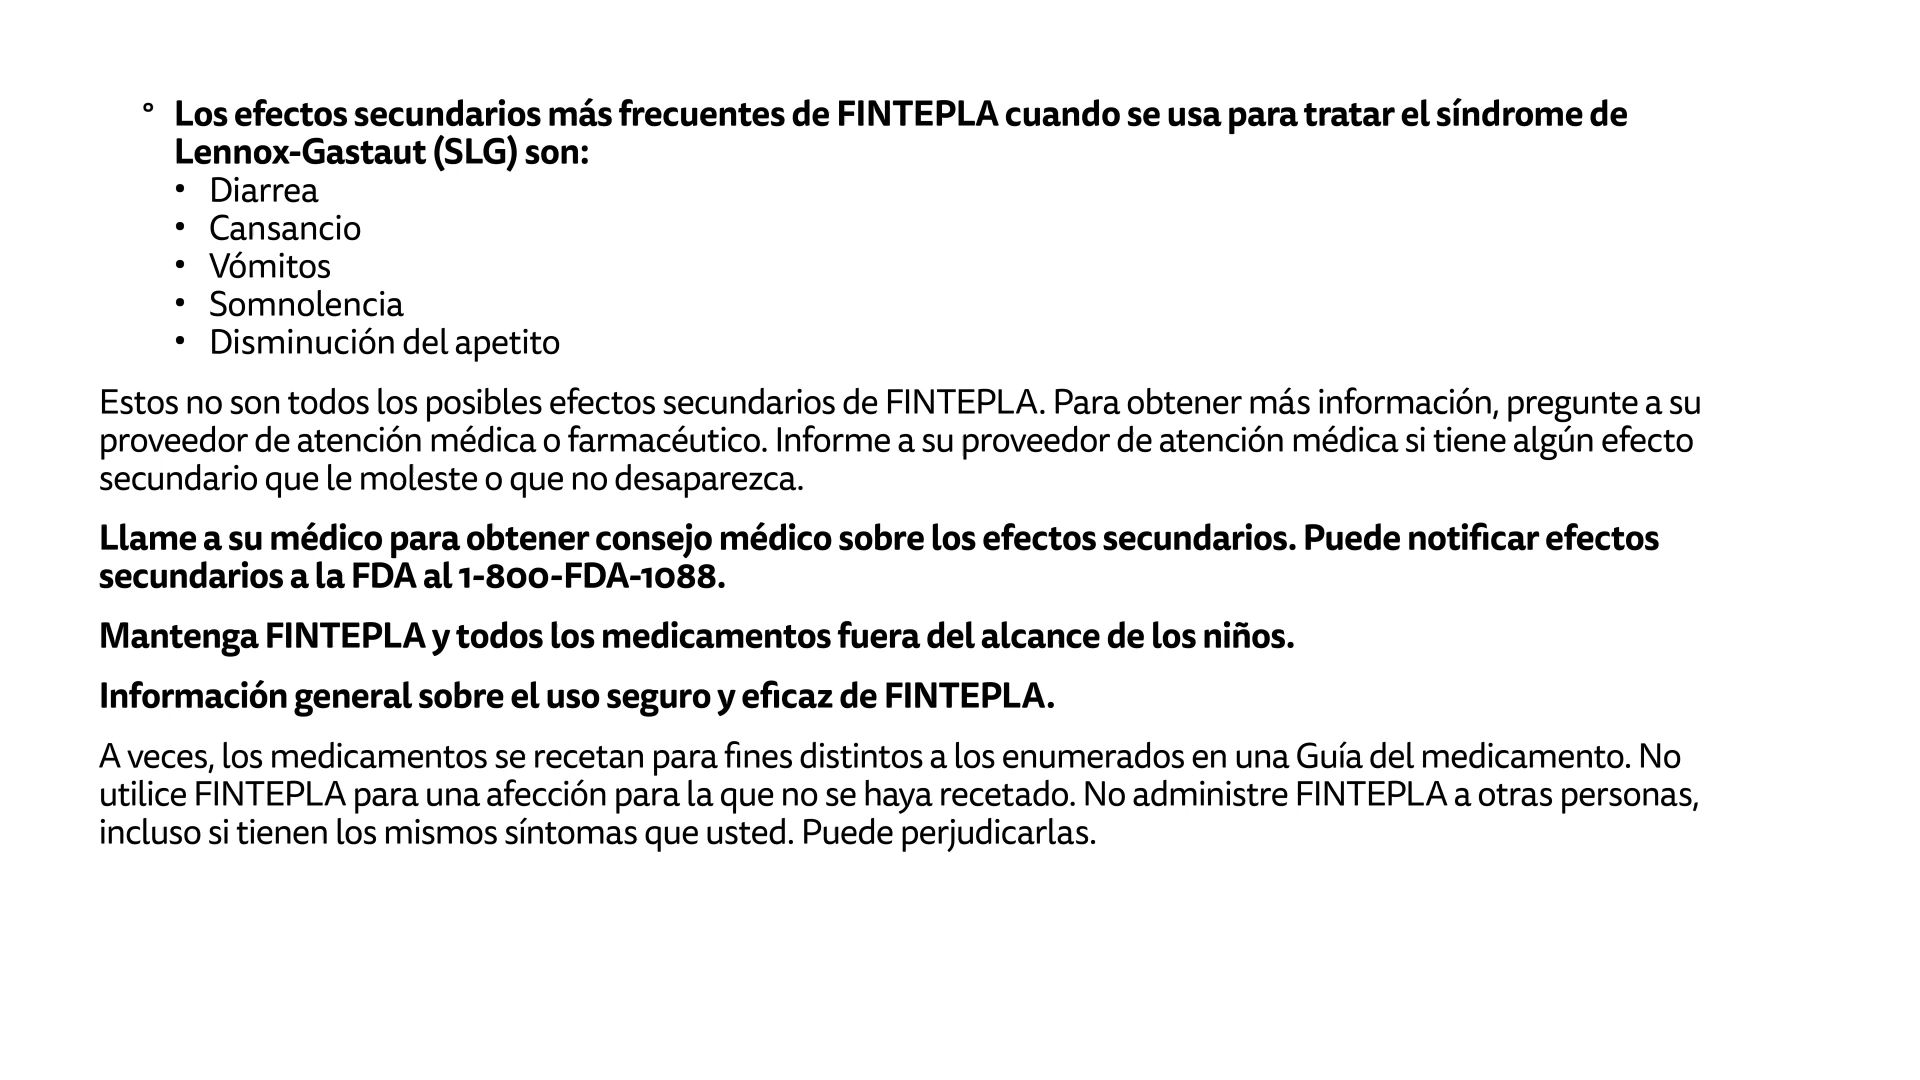 ° Los efectos secundarios más frecuentes de FINTEPLA cuando se usa para tratar el síndrome de
Lennox-Gastaut (SLG) son:
• Diarrea
• Cansancio
• Vómitos
• Somnolencia
• Disminución del apetito
Estos no son todos los posibles efectos secundarios de FINTEPLA. Para obtener más información, pregunte a su
proveedor de atención médica o farmacéutico. Informe a su proveedor de atención médica si tiene algún efecto
secundario que le moleste o que no desaparezca.
Llame a su médico para obtener consejo médico sobre los efectos secundarios. Puede notificar efectos
secundarios a la FDA al 1-800-FDA-1088.
Mantenga FINTEPLA y todos los medicamentos fuera del alcance de los niños.
Información general sobre el uso seguro y eficaz de FINTEPLA.
A veces, los medicamentos se recetan para fines distintos a los enumerados en una Guía del medicamento. No
utilice FINTEPLA para una afección para la que no se haya recetado. No administre FINTEPLA a otras personas,
incluso si tienen los mismos síntomas que usted. Puede perjudicarlas.